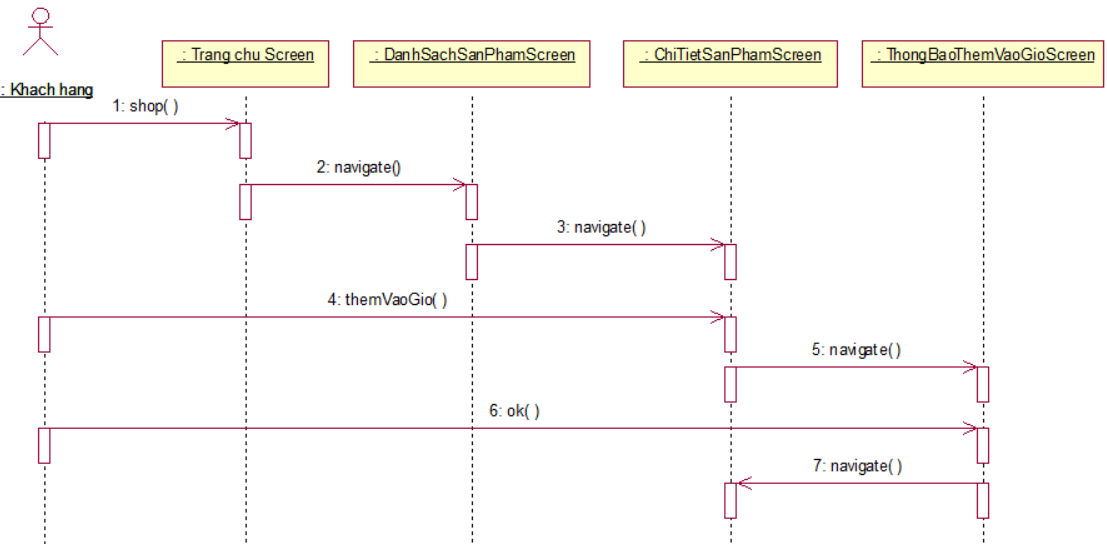 : Trang chu Screen
: DanhSachSanPhamScreen
: ChiTietSanPhamScreen
: ThongBaoThemVaoGioScreen
: Khach hang
1: shop( )
2: navigate()
3: navigate( )
4: themVaoGio( )
5: navigate( )
6: ok( )
7: navigate( )